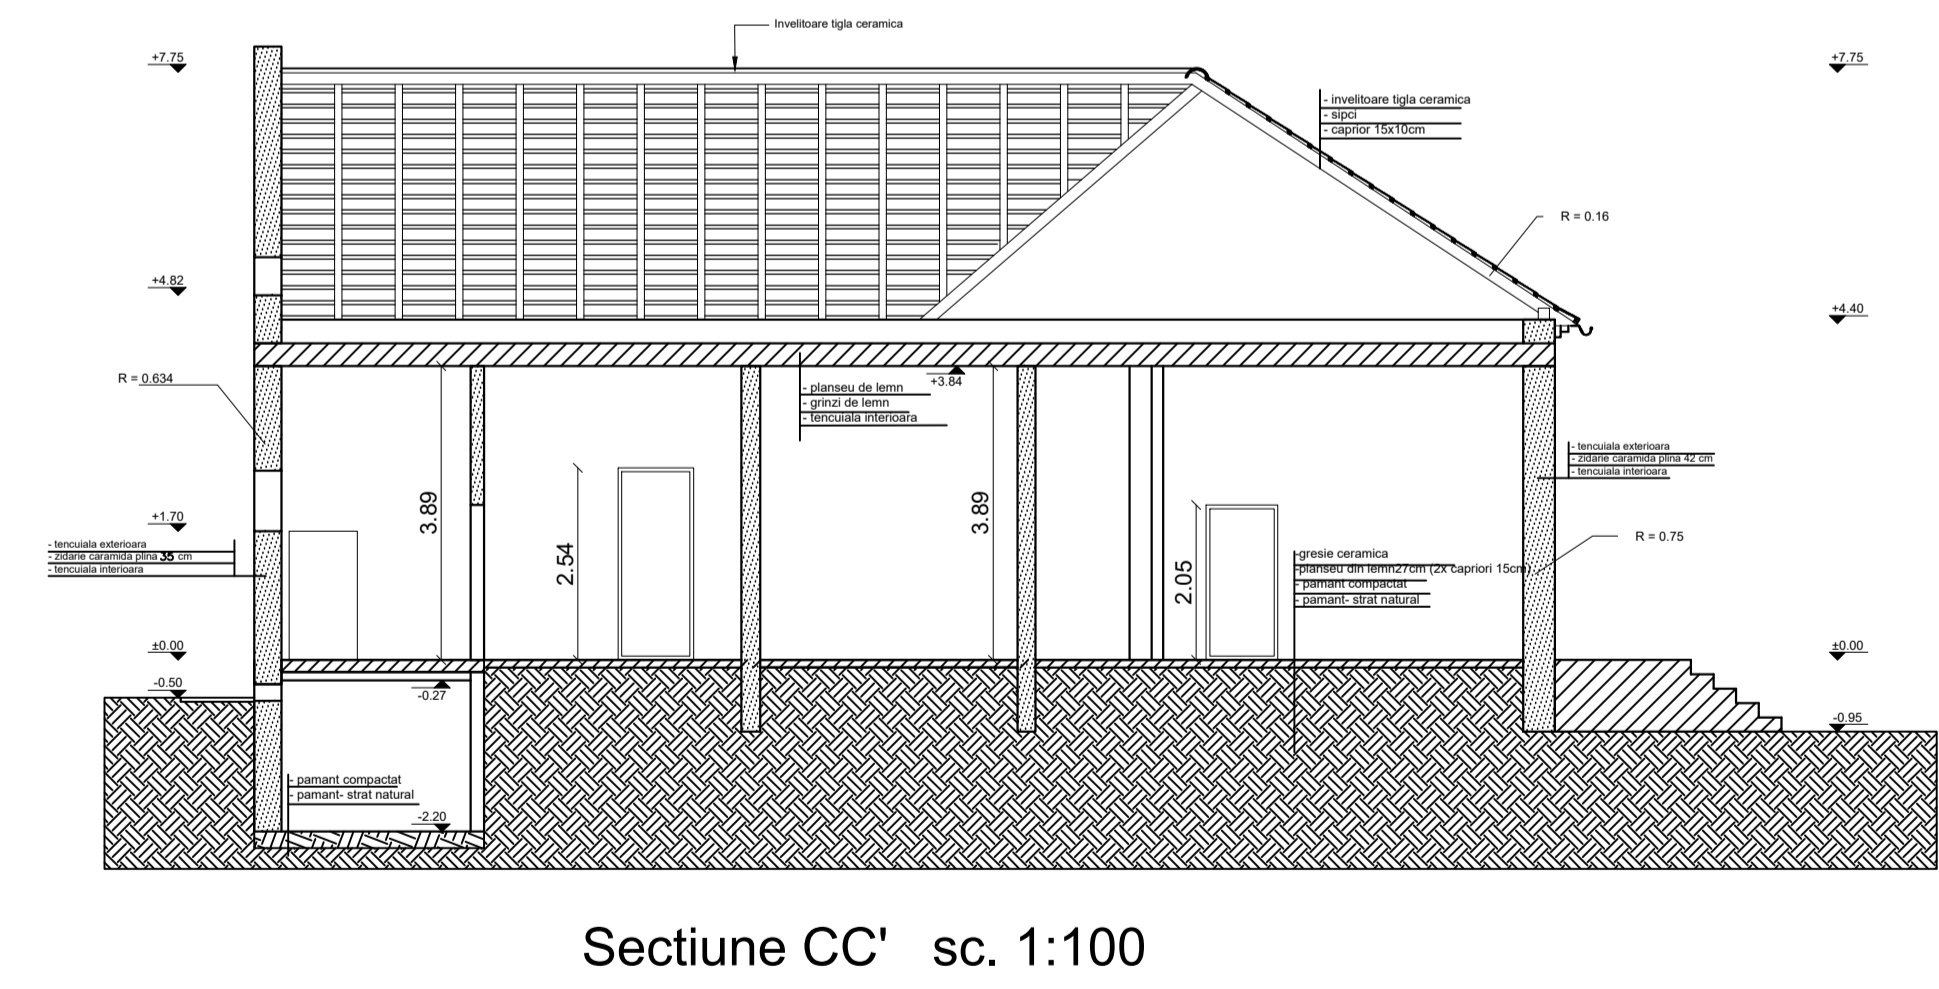 Invelitoare tigla ceramica
+7.75
+7.75
- invelitoare tigla ceramica
- sipci
- caprior 15x10cm
R = 0.16
+4.82
+4.40
R = 0.634
+3.84
- planseu de lemn
- grinzi de lemn
- tencuiala interioara
- tencuiala exterioara
- zidarie caramida plina 42 cm
- tencuiala interioara
3.89
3.89
2.54
2.05
+1.70
- tencuiala exterioara
- zidarie caramida plina 35 cm
- tencuiala interioara
R = 0.75
-gresie ceramica
-planseu din lemn27cm (2x capriori 15cm)
- pamant compactat
- pamant- strat natural
±0.00
±0.00
-0.50
-0.27
-0.95
- pamant compactat
- pamant- strat natural
-2.20
Sectiune CC' sc. 1:100